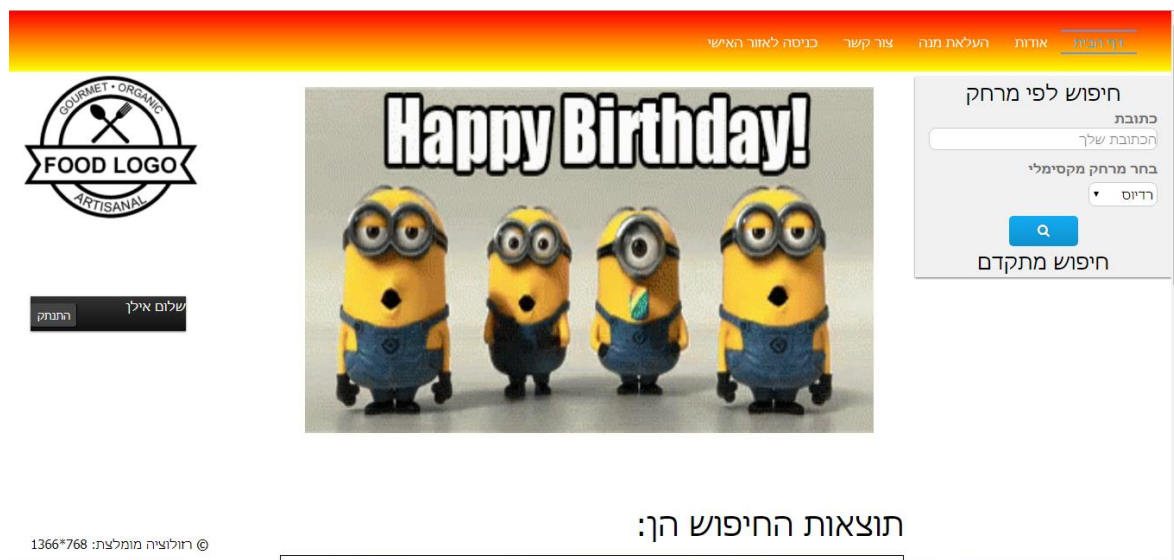 דף הבית אודות העלאת מנה צור קשר כניסה לאזור האישי
חיפוש לפי מרחק
כתובת
הכתובת שלך
בחר מרחק מקסימלי
רדיוס
חיפוש מתקדם
Happy Birthday!
GOURMET • ORGANIC
FOOD LOGO
ARTISANAL
שלום אילן
התנתק
תוצאות החיפוש הן:
© רזולוציה מומלצת: 768*1366